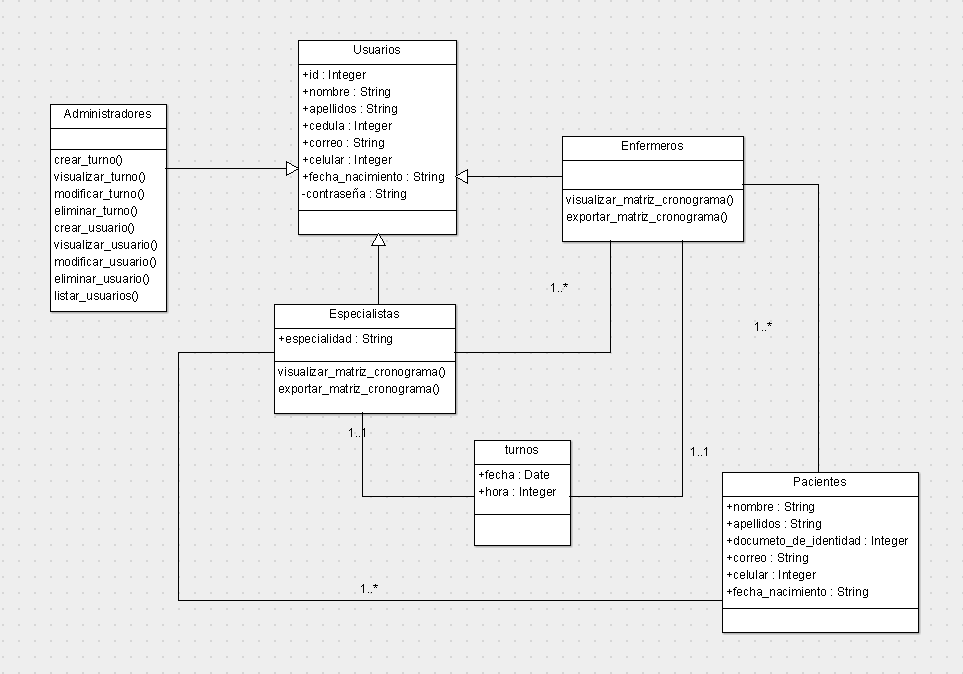 Usuarios
+id : Integer
+nombre : String
+apellidos : String
+cedula : Integer
+correo : String
+celular : Integer
+fecha_nacimiento : String
-contraseña : String
Administradores
crear_turno()
visualizar_turno()
modificar_turno()
eliminar_turno()
crear_usuario()
visualizar_usuario()
modificar_usuario()
eliminar_usuario()
listar_usuarios()
Enfermeros
visualizar_matriz_cronograma()
exportar_matriz_cronograma()
1..*
1..*
Especialistas
+especialidad : String
visualizar_matriz_cronograma()
exportar_matriz_cronograma()
1..1
turnos
+fecha : Date
+hora : Integer
1..1
Pacientes
+nombre : String
+apellidos : String
+documeto_de_identidad : Integer
+correo : String
+celular : Integer
+fecha_nacimiento : String
1..*